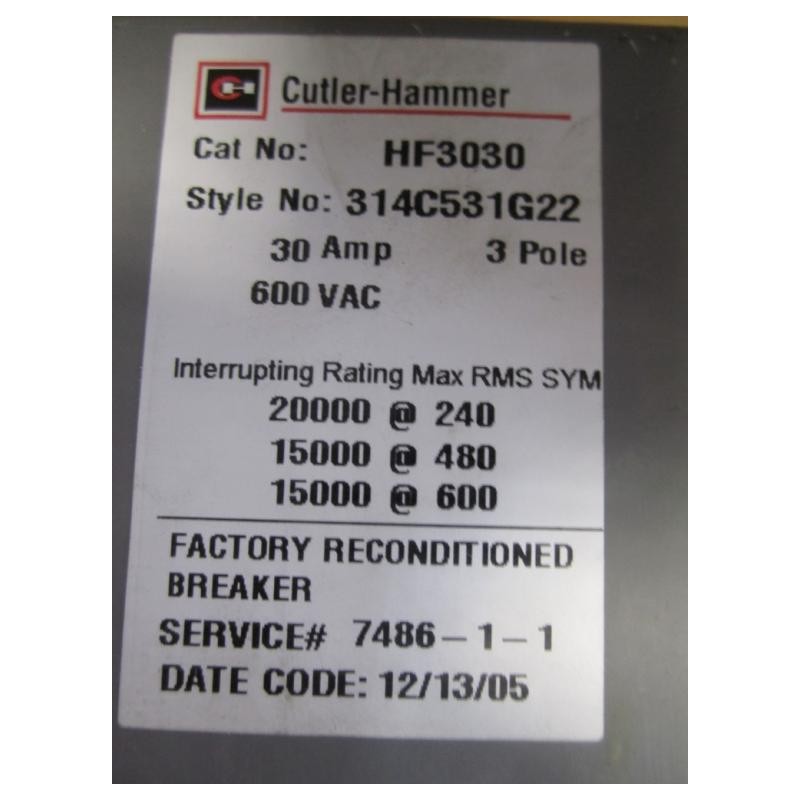 CH Cutler-Hammer
Cat No: HF3030
Style No: 314C531G22
30 Amp 3 Pole
600 VAC
Interrupting Rating Max RMS SYM
20000 @ 240
15000 @ 480
15000 @ 600
FACTORY RECONDITIONED
BREAKER
SERVICE# 7486-1-1
DATE CODE: 12/13/05